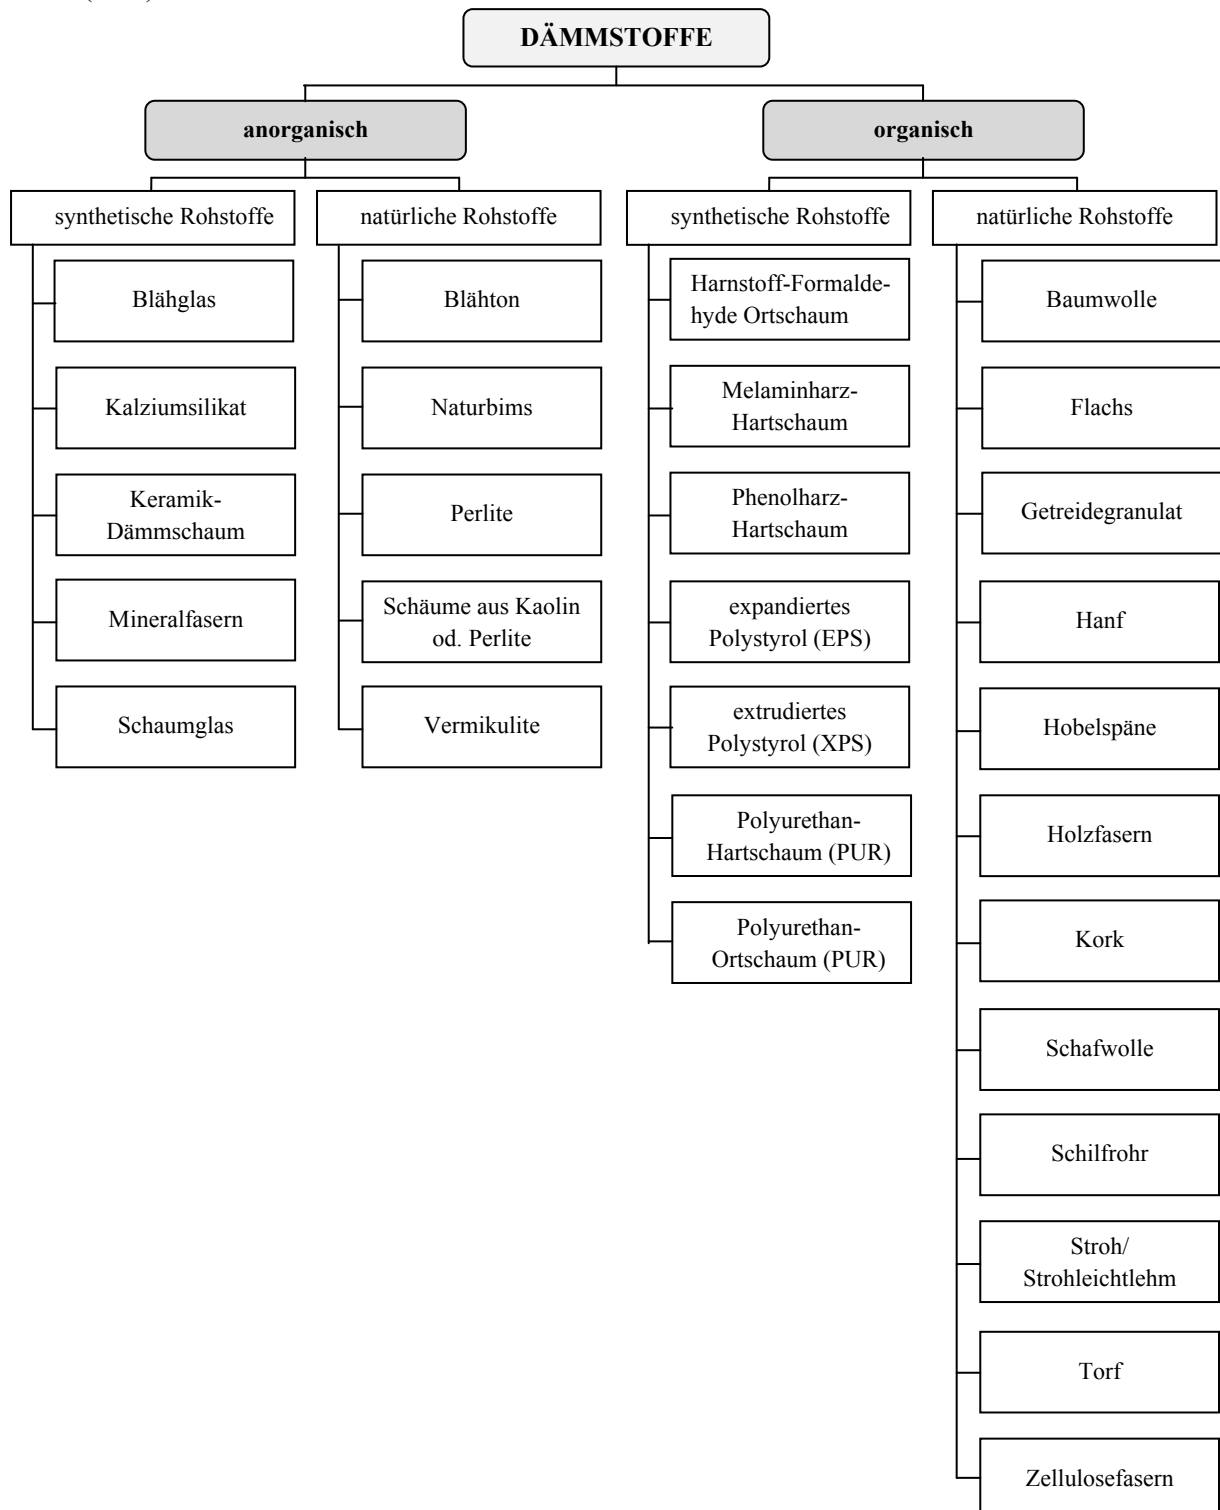 DÄMMSTOFFE
anorganisch
organisch
synthetische Rohstoffe
natürliche Rohstoffe
synthetische Rohstoffe
natürliche Rohstoffe
Blähglas
Kalziumsilikat
Keramik-
Dämmschaum
Mineralfasern
Schaumglas
Blähton
Naturbims
Perlite
Schäume aus Kaolin
od. Perlite
Vermikulite
Harnstoff-Formalde-
hyde Ortschaum
Melaminharz-
Hartschaum
Phenolharz-
Hartschaum
expandiertes
Polystyrol (EPS)
extrudiertes
Polystyrol (XPS)
Polyurethan-
Hartschaum (PUR)
Polyurethan-
Ortschaum (PUR)
Baumwolle
Flachs
Getreidegranulat
Hanf
Hobelspäne
Holzfasern
Kork
Schafwolle
Schilfrohr
Stroh/
Strohleichtlehm
Torf
Zellulosefasern